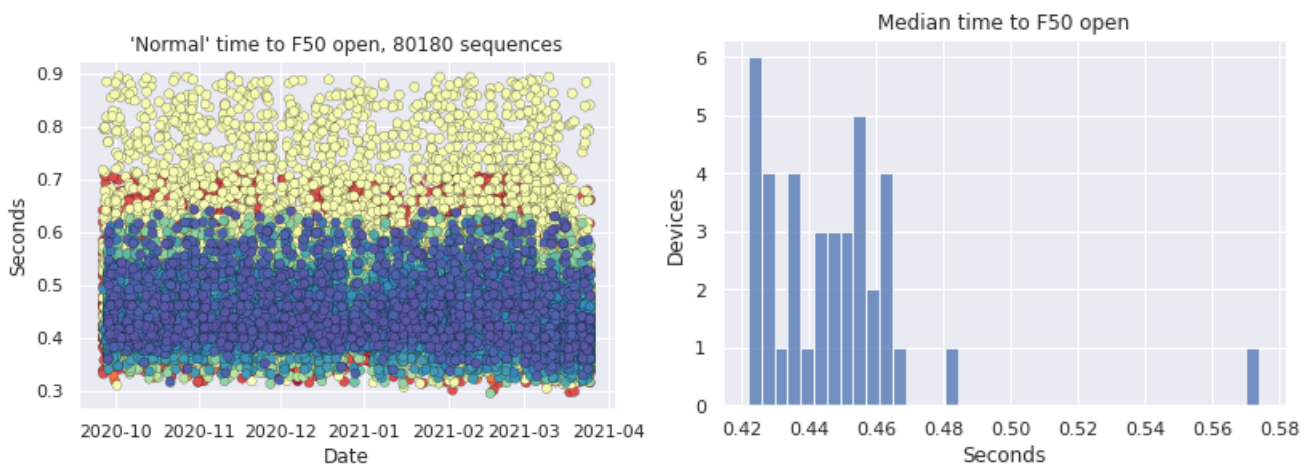 'Normal' time to F50 open, 80180 sequences
0.9
0.8
0.7
0.6
0.5
0.4
0.3
Seconds
2020-10 2020-11 2020-12 2021-01 2021-02 2021-03 2021-04
Date
Median time to F50 open
6
5
4
3
2
1
0
Devices
0.42 0.44 0.46 0.48 0.50 0.52 0.54 0.56 0.58
Seconds